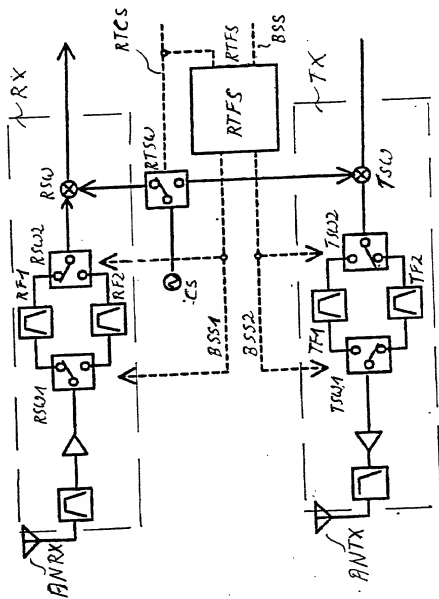 RX
RTCS
BSS
RTFS
RTFS
TX
RSW
RTSW
TSW
RSW2
RF1
RF2
CS
TSW2
TF1
TF2
BSS1
BSS2
RSW1
TSW1
ANRX
ANTX